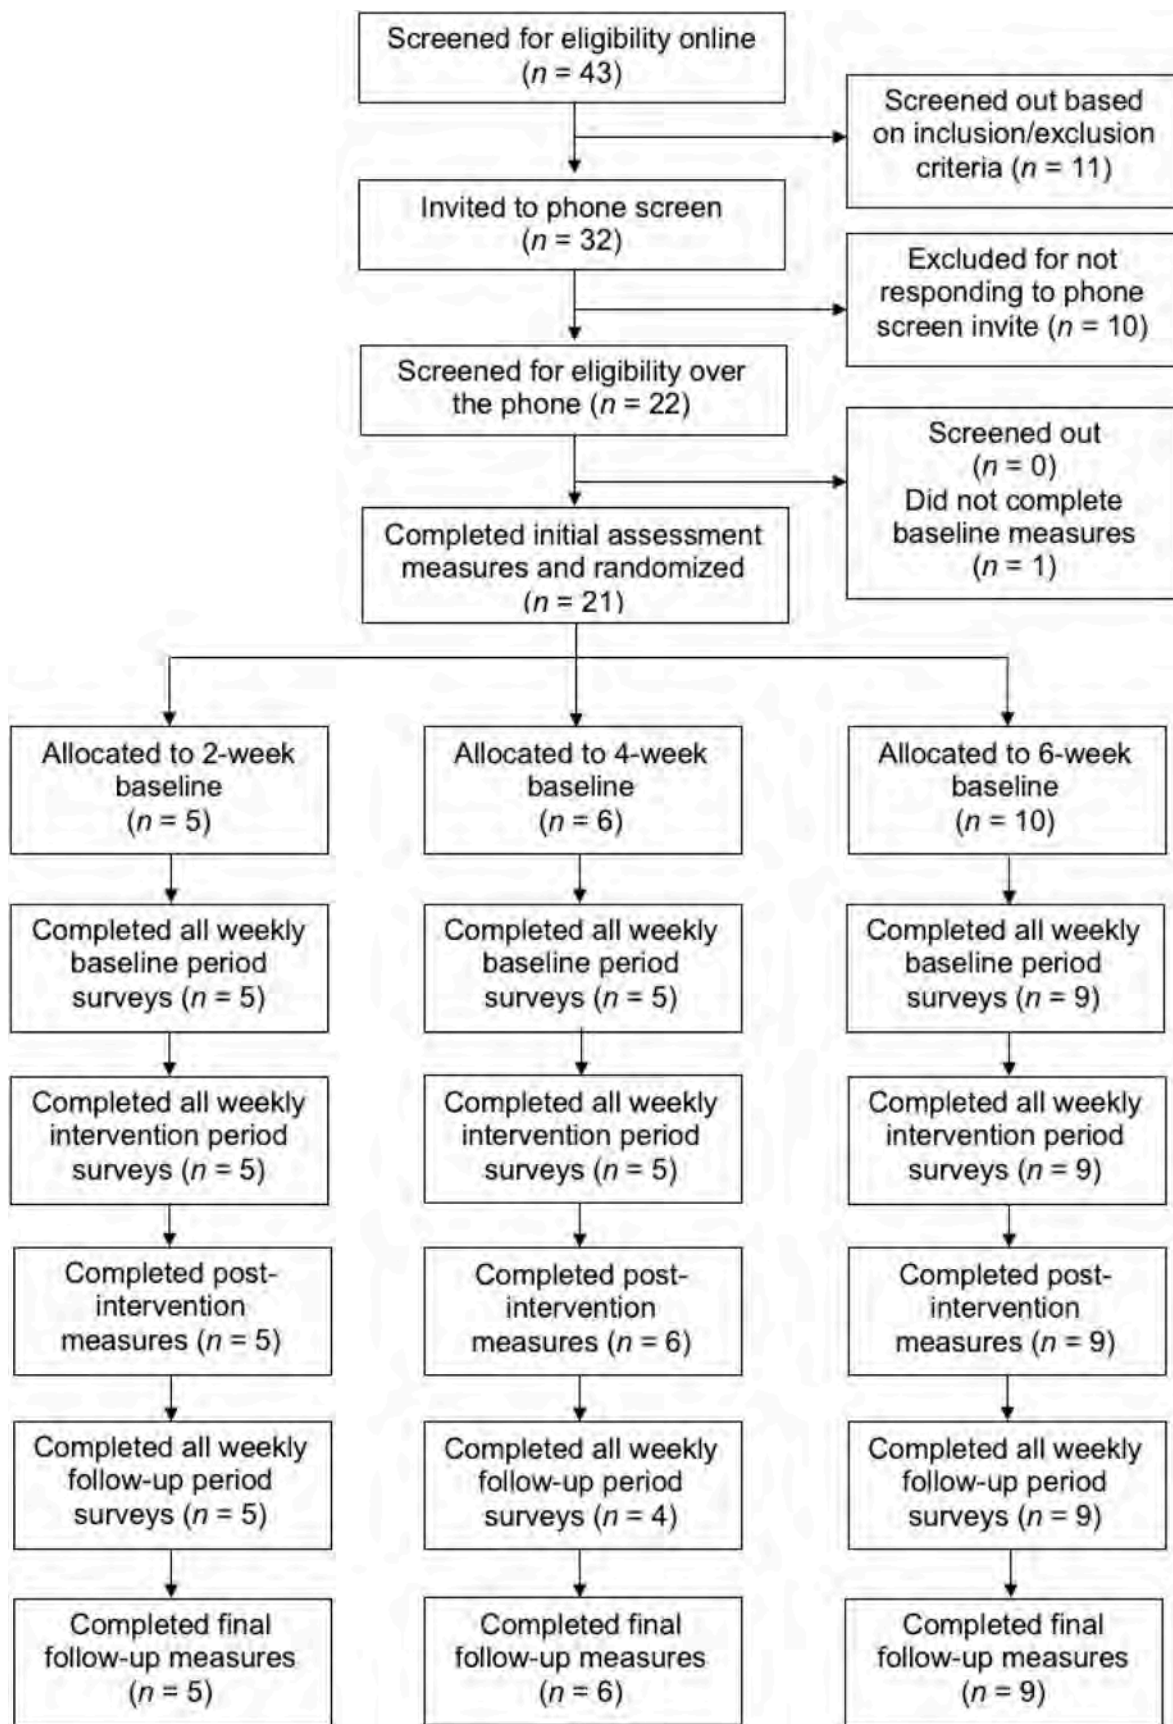 Screened for eligibility online
(n = 43)
Screened out based
on inclusion/exclusion
criteria (n = 11)
Invited to phone screen
(n = 32)
Excluded for not
responding to phone
screen invite (n = 10)
Screened for eligibility over
the phone (n = 22)
Screened out
(n = 0)
Did not complete
baseline measures
(n = 1)
Completed initial assessment
measures and randomized
(n = 21)
Allocated to 2-week
baseline
(n = 5)
Allocated to 4-week
baseline
(n = 6)
Allocated to 6-week
baseline
(n = 10)
Completed all weekly
baseline period
surveys (n = 5)
Completed all weekly
baseline period
surveys (n = 5)
Completed all weekly
baseline period
surveys (n = 9)
Completed all weekly
intervention period
surveys (n = 5)
Completed all weekly
intervention period
surveys (n = 5)
Completed all weekly
intervention period
surveys (n = 9)
Completed post-
intervention
measures (n = 5)
Completed post-
intervention
measures (n = 6)
Completed post-
intervention
measures (n = 9)
Completed all weekly
follow-up period
surveys (n = 5)
Completed all weekly
follow-up period
surveys (n = 4)
Completed all weekly
follow-up period
surveys (n = 9)
Completed final
follow-up measures
(n = 5)
Completed final
follow-up measures
(n = 6)
Completed final
follow-up measures
(n = 9)